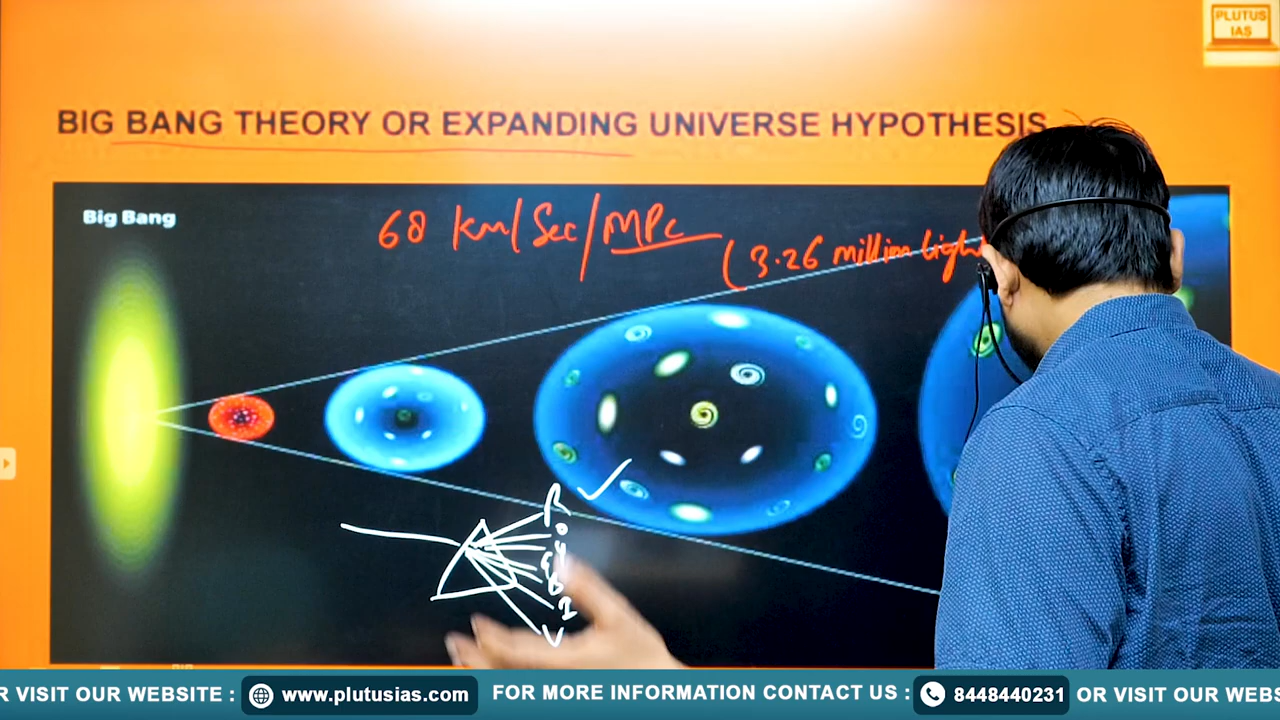 PLUTUS
IAS
BIG BANG THEORY OR EXPANDING UNIVERSE HYPOTHESIS
Big Bang
68 km/Sec/MPc
(3.26 million light
R
O
Y
G
B
I
V
R VISIT OUR WEBSITE : www.plutusias.com FOR MORE INFORMATION CONTACT US : 8448440231 OR VISIT OUR WEBS